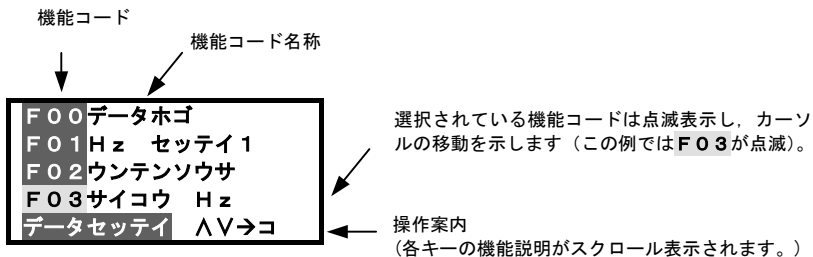 機能コード
機能コード名称
F00データホゴ
F01Hz セッテイ1
F02ウンテンソウサ
F03サイコウ Hz
データセッテイ ∧∨→コ
選択されている機能コードは点滅表示し，カーソ
ルの移動を示します（この例ではF03が点滅）。
操作案内
（各キーの機能説明がスクロール表示されます。）